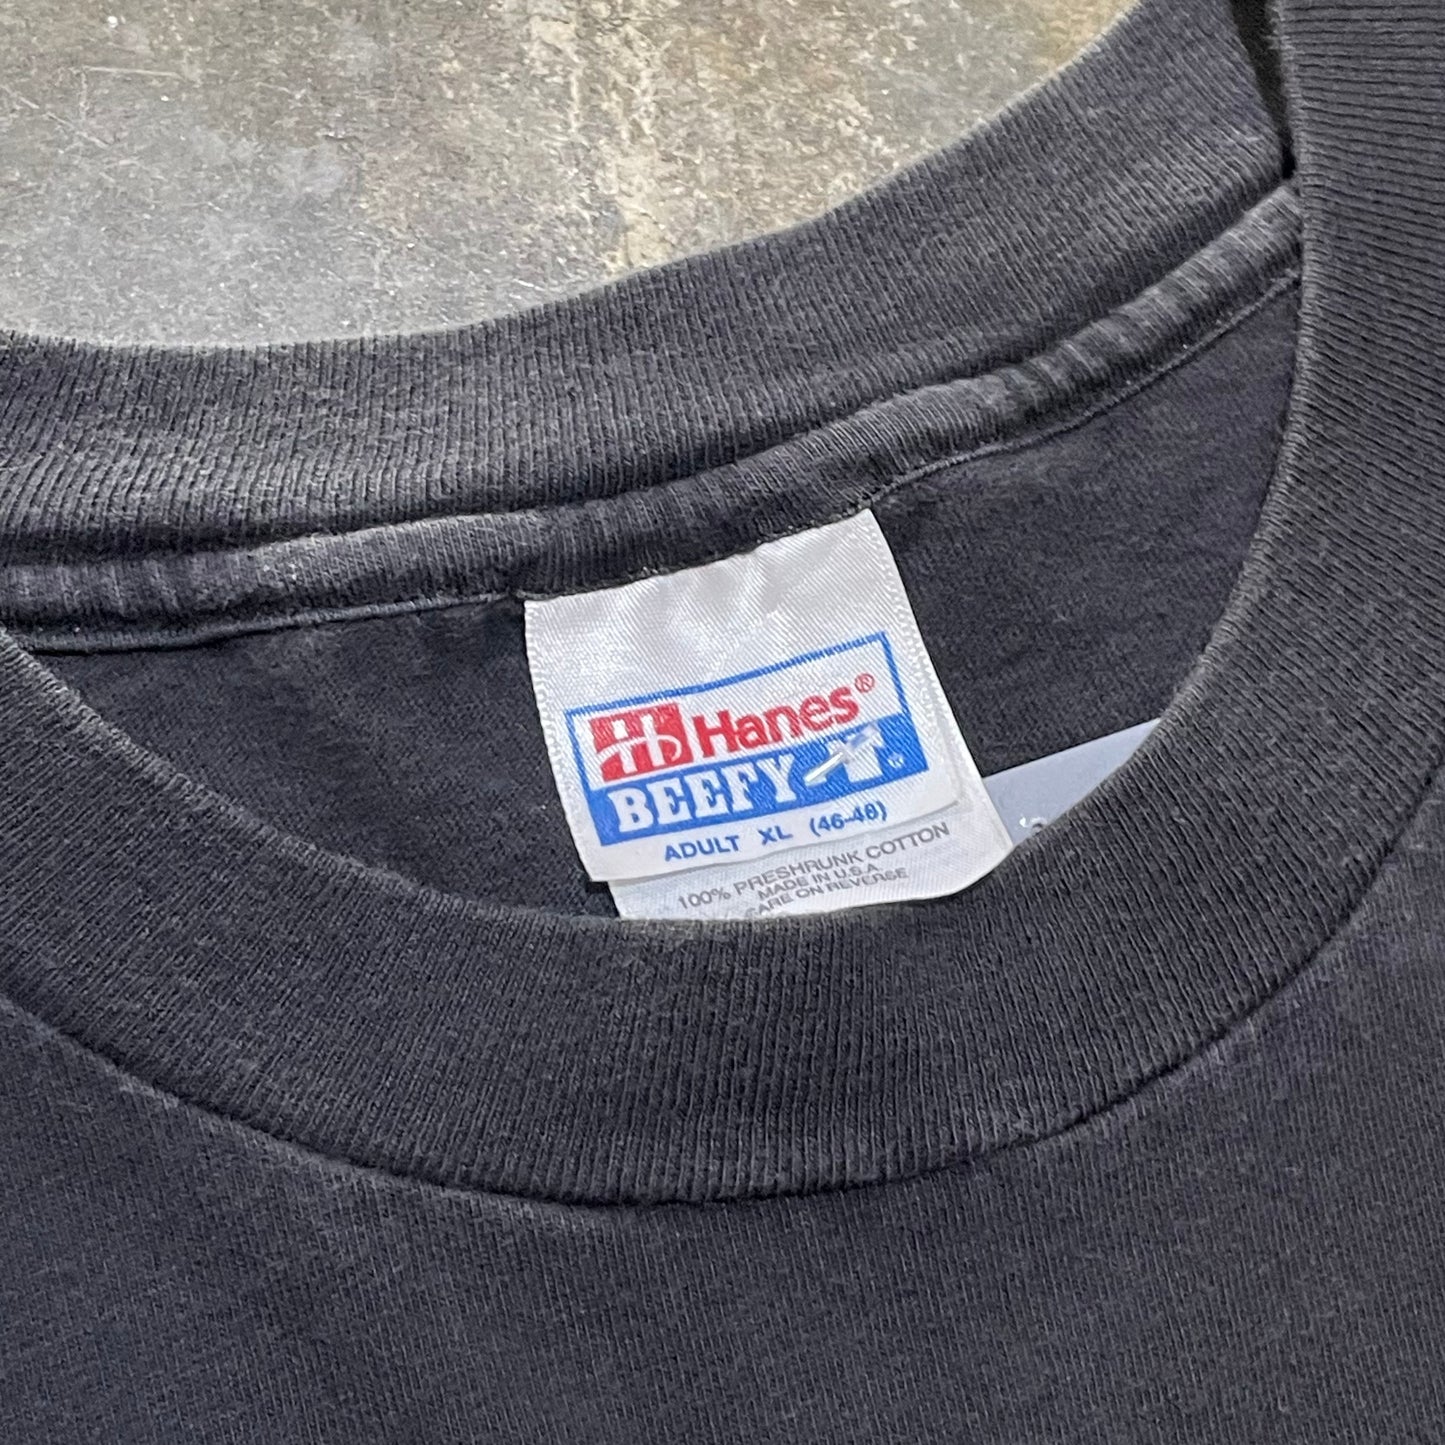 Hanes®
BEEFY-T
ADULT XL (46-48)
100% PRESHRUNK COTTON
MADE IN U.S.A.
CARE ON REVERSE